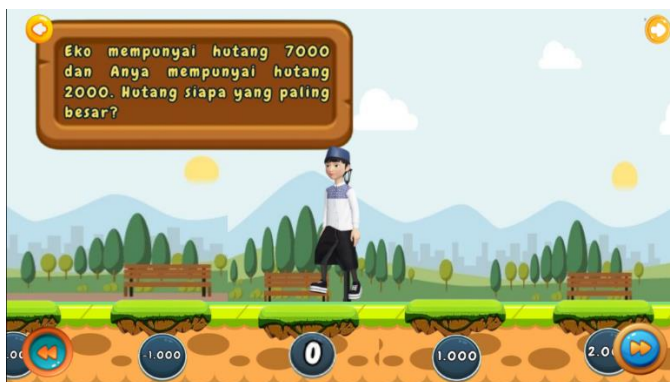 Eko mempunyai hutang 7000
dan Anya mempunyai hutang
2000. Hutang siapa yang paling
besar?
-1.000
0
1.000